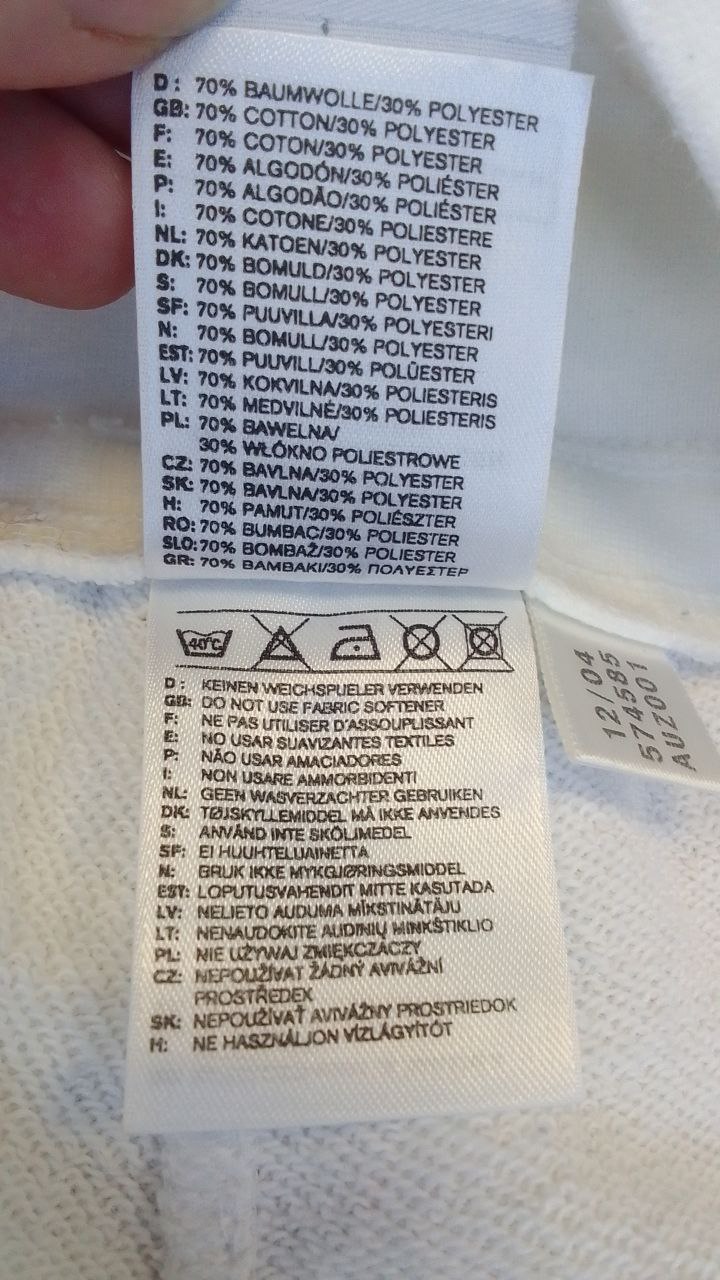 D: 70% BAUMWOLLE/30% POLYESTER
GB: 70% COTTON/30% POLYESTER
F: 70% COTON/30% POLYESTER
E: 70% ALGODÓN/30% POLIÉSTER
P: 70% ALGODÃO/30% POLIÉSTER
I: 70% COTONE/30% POLIESTERE
NL: 70% KATOEN/30% POLYESTER
DK: 70% BOMULD/30% POLYESTER
S: 70% BOMULL/30% POLYESTER
SF: 70% PUUVILLA/30% POLYESTERI
N: 70% BOMULL/30% POLYESTER
EST: 70% PUUVILL/30% POLÜESTER
LV: 70% KOKVILNA/30% POLIESTERIS
LT: 70% MEDVILNĖ/30% POLIESTERIS
PL: 70% BAWEŁNA/
30% WŁÓKNO POLIESTROWE
CZ: 70% BAVLNA/30% POLYESTER
SK: 70% BAVLNA/30% POLYESTER
H: 70% PAMUT/30% POLIÉSZTER
RO: 70% BUMBAC/30% POLIESTER
SLO: 70% BOMBAŽ/30% POLIESTER
GR: 70% ΒΑΜΒΑΚΙ/30% ΠΟΛΥΕΣΤΕΡ
40°C
D: KEINEN WEICHSPUELER VERWENDEN
GB: DO NOT USE FABRIC SOFTENER
F: NE PAS UTILISER D'ASSOUPLISSANT
E: NO USAR SUAVIZANTES TEXTILES
P: NÃO USAR AMACIADORES
I: NON USARE AMMORBIDENTI
NL: GEEN WASVERZACHTER GEBRUIKEN
DK: TØJSKYLLEMIDDEL MÅ IKKE ANVENDES
S: ANVÄND INTE SKÖLJMEDEL
SF: EI HUUHTELUAINETTA
N: BRUK IKKE MYKGJØRINGSMIDDEL
EST: LOPUTUSVAHENDIT MITTE KASUTADA
LV: NELIETO AUDUMA MĪKSTINĀTĀJU
LT: NENAUDOKITE AUDINIŲ MINKŠTIKLIO
PL: NIE UŻYWAJ ZMIĘKCZACZY
CZ: NEPOUŽÍVAT ŽÁDNÝ AVIVÁŽNÍ
PROSTŘEDEK
SK: NEPOUŽÍVAŤ AVIVÁŽNY PROSTRIEDOK
H: NE HASZNÁLJON VÍZLÁGYÍTÓT
12/04
574585
AUZ001